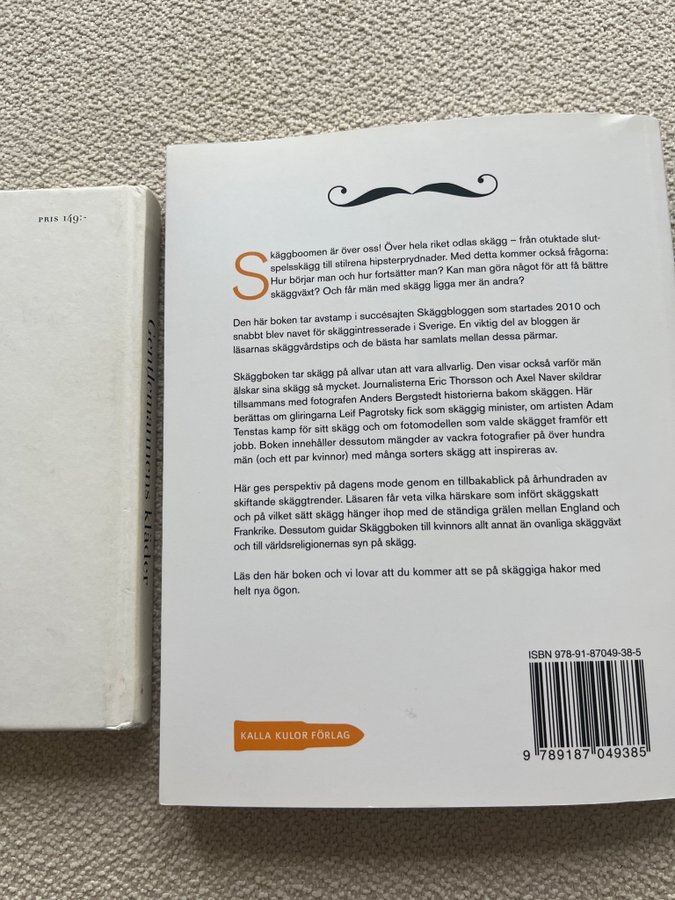 PRIS 149:-
Gentlemannens kläder
Skäggboomen är över oss! Över hela riket odlas skägg – från otuktade slut-
spelsskägg till stilrena hipsterprydnader. Med detta kommer också frågorna:
Hur börjar man och hur fortsätter man? Kan man göra något för att få bättre
skäggväxt? Och får män med skägg ligga mer än andra?
Den här boken tar avstamp i succésajten Skäggbloggen som startades 2010 och
snabbt blev navet för skäggintresserade i Sverige. En viktig del av bloggen är
läsarnas skäggvårdstips och de bästa har samlats mellan dessa pärmar.
Skäggboken tar skägg på allvar utan att vara allvarlig. Den visar också varför män
älskar sina skägg så mycket. Journalisterna Eric Thorsson och Axel Naver skildrar
tillsammans med fotografen Anders Bergstedt historierna bakom skäggen. Här
berättas om gliringarna Leif Pagrotsky fick som skäggig minister, om artisten Adam
Tenstas kamp för sitt skägg och om fotomodellen som valde skägget framför ett
jobb. Boken innehåller dessutom mängder av vackra fotografier på över hundra
män (och ett par kvinnor) med många sorters skägg att inspireras av.
Här ges perspektiv på dagens mode genom en tillbakablick på århundraden av
skiftande skäggtrender. Läsaren får veta vilka härskare som infört skäggskatt
och på vilket sätt skägg hänger ihop med de ständiga grälen mellan England och
Frankrike. Dessutom guidar Skäggboken till kvinnors allt annat än ovanliga skäggväxt
och till världsreligionernas syn på skägg.
Läs den här boken och vi lovar att du kommer att se på skäggiga hakor med
helt nya ögon.
ISBN 978-91-87049-38-5
9 789187 049385
KALLA KULOR FÖRLAG